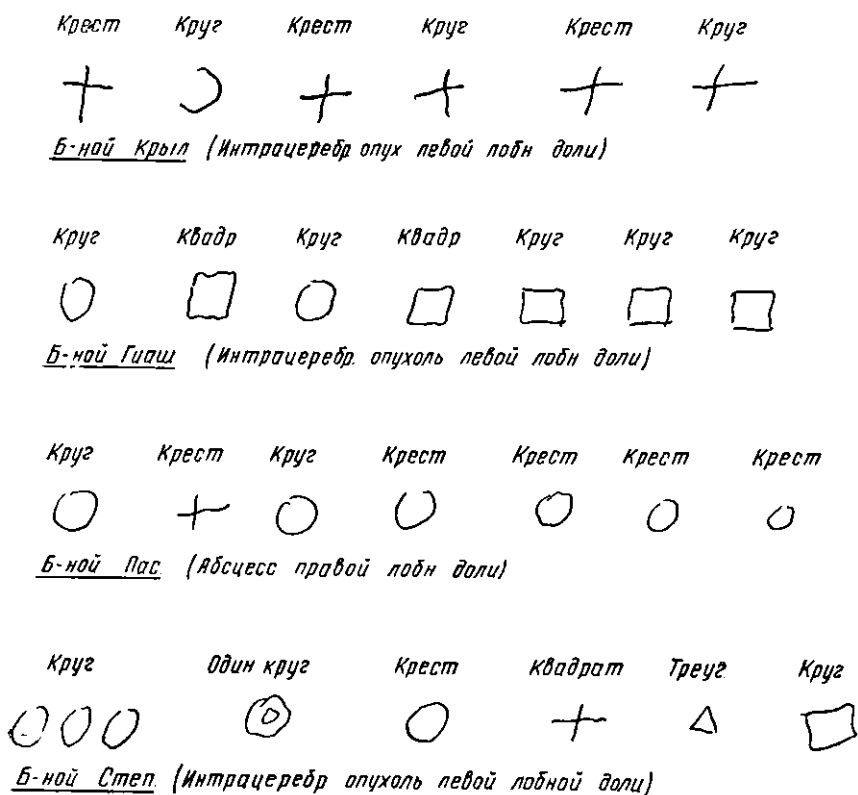 Крест Круг Крест Круг Крест Круг
Б-ной Крыл (Интрацеребр опух левой лобн доли)
Круг Квадр Круг Квадр Круг Круг Круг
Б-ной Гиаш (Интрацеребр. опухоль левой лобн доли)
Круг Крест Круг Крест Крест Крест Крест
Б-ной Пас (Абсцесс правой лобн доли)
Круг Один круг Крест Квадрат Треуг. Круг
Б-ной Степ. (Интрацеребр опухоль левой лобной доли)